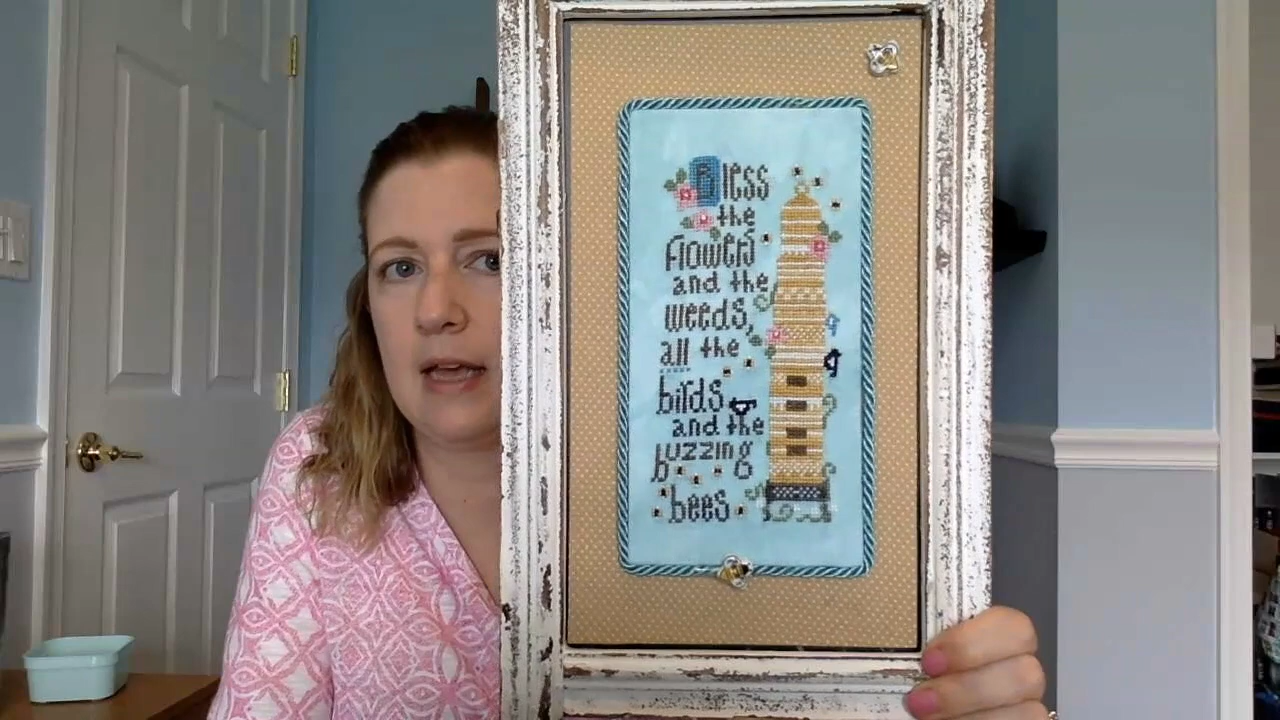 Bless
the
flowers
and the
weeds,
all the
birds
and the
buzzing
bees